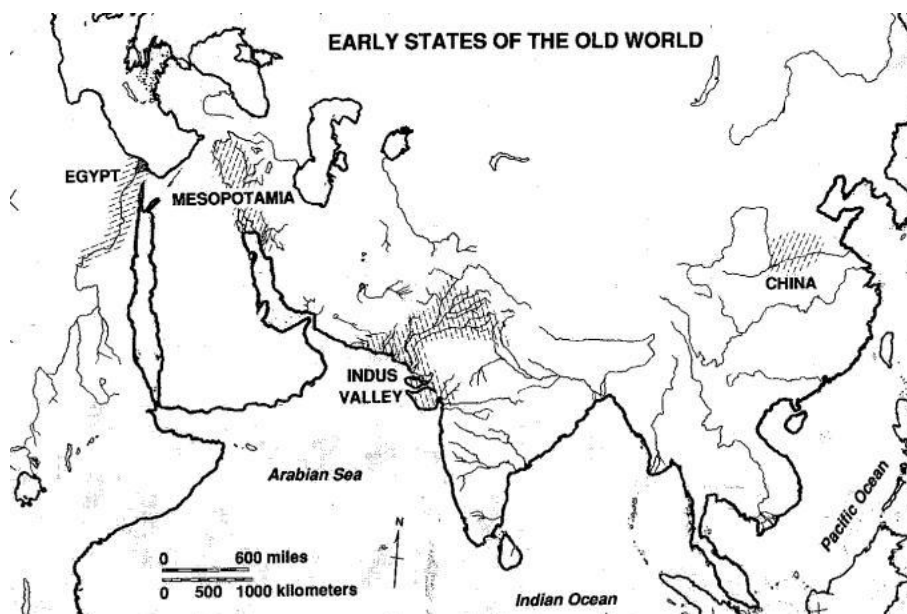 EARLY STATES OF THE OLD WORLD
EGYPT
MESOPOTAMIA
CHINA
INDUS
VALLEY
Arabian Sea
Pacific Ocean
N
0 600 miles
0 500 1000 kilometers
Indian Ocean